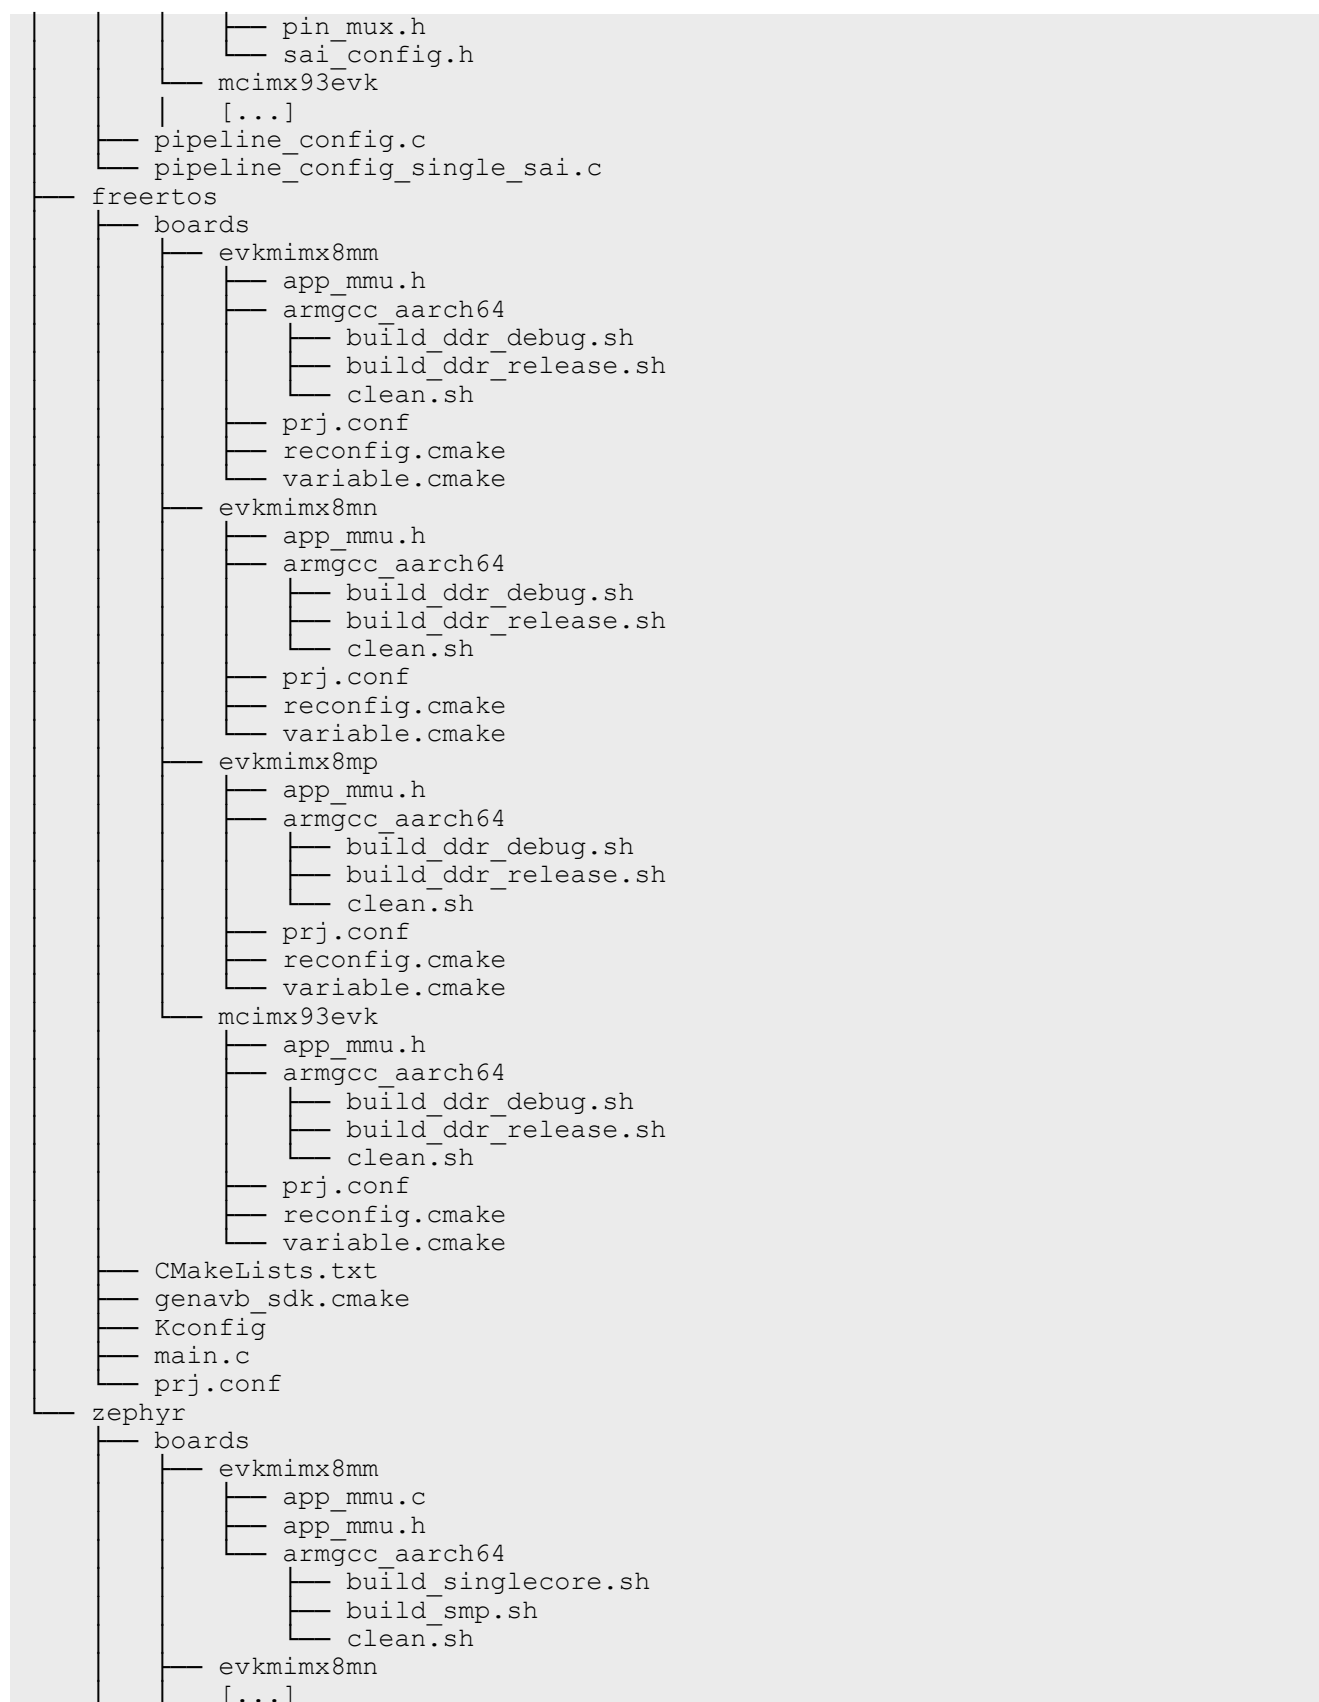 │   │   │   ├── pin_mux.h
│   │   │   └── sai_config.h
│   │   └── mcimx93evk
│   │   │   [...]
│   ├── pipeline_config.c
│   └── pipeline_config_single_sai.c
├── freertos
│   ├── boards
│   │   ├── evkmimx8mm
│   │   │   ├── app_mmu.h
│   │   │   ├── armgcc_aarch64
│   │   │   │   ├── build_ddr_debug.sh
│   │   │   │   ├── build_ddr_release.sh
│   │   │   │   └── clean.sh
│   │   │   ├── prj.conf
│   │   │   ├── reconfig.cmake
│   │   │   └── variable.cmake
│   │   ├── evkmimx8mn
│   │   │   ├── app_mmu.h
│   │   │   ├── armgcc_aarch64
│   │   │   │   ├── build_ddr_debug.sh
│   │   │   │   ├── build_ddr_release.sh
│   │   │   │   └── clean.sh
│   │   │   ├── prj.conf
│   │   │   ├── reconfig.cmake
│   │   │   └── variable.cmake
│   │   ├── evkmimx8mp
│   │   │   ├── app_mmu.h
│   │   │   ├── armgcc_aarch64
│   │   │   │   ├── build_ddr_debug.sh
│   │   │   │   ├── build_ddr_release.sh
│   │   │   │   └── clean.sh
│   │   │   ├── prj.conf
│   │   │   ├── reconfig.cmake
│   │   │   └── variable.cmake
│   │   └── mcimx93evk
│   │       ├── app_mmu.h
│   │       ├── armgcc_aarch64
│   │       │   ├── build_ddr_debug.sh
│   │       │   ├── build_ddr_release.sh
│   │       │   └── clean.sh
│   │       ├── prj.conf
│   │       ├── reconfig.cmake
│   │       └── variable.cmake
│   ├── CMakeLists.txt
│   ├── genavb_sdk.cmake
│   ├── Kconfig
│   ├── main.c
│   └── prj.conf
└── zephyr
    ├── boards
    │   ├── evkmimx8mm
    │   │   ├── app_mmu.c
    │   │   ├── app_mmu.h
    │   │   └── armgcc_aarch64
    │   │       ├── build_singlecore.sh
    │   │       ├── build_smp.sh
    │   │       └── clean.sh
    │   ├── evkmimx8mn
    │   │   [...]